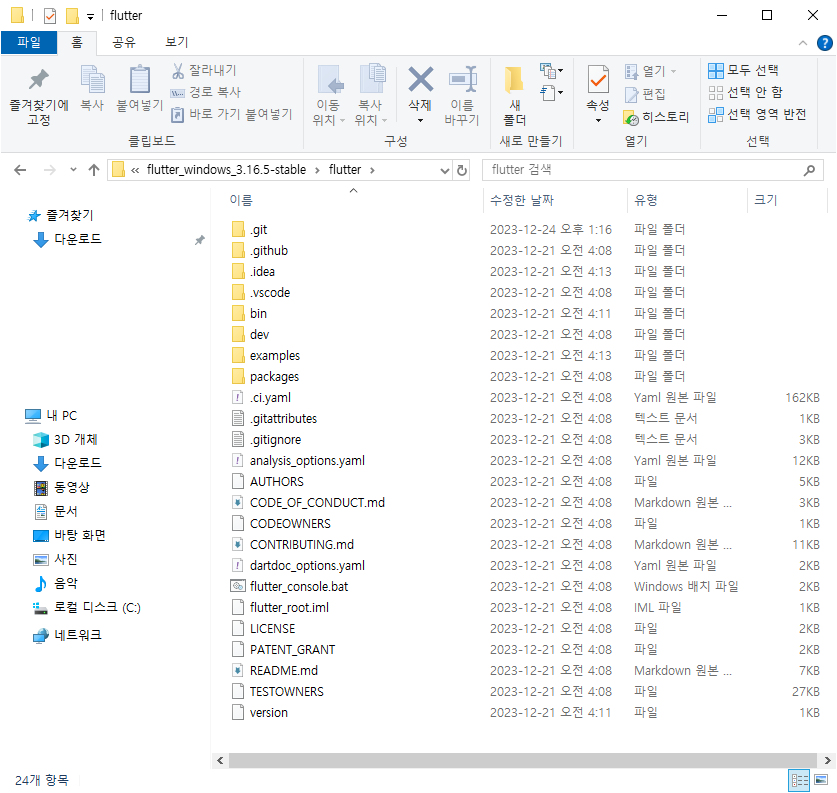 flutter
파일 홈 공유 보기
즐겨찾기에 고정
복사
붙여넣기
잘라내기
경로 복사
바로 가기 붙여넣기
클립보드
이동 위치
복사 위치
삭제
이름 바꾸기
구성
새 폴더
새로 만들기
속성
열기
편집
히스토리
열기
모두 선택
선택 안 함
선택 영역 반전
선택
« flutter_windows_3.16.5-stable › flutter ›
flutter 검색
즐겨찾기
다운로드
내 PC
3D 개체
다운로드
동영상
문서
바탕 화면
사진
음악
로컬 디스크 (C:)
네트워크
이름 수정한 날짜 유형 크기
.git 2023-12-24 오후 1:16 파일 폴더
.github 2023-12-21 오전 4:08 파일 폴더
.idea 2023-12-21 오전 4:13 파일 폴더
.vscode 2023-12-21 오전 4:08 파일 폴더
bin 2023-12-21 오전 4:11 파일 폴더
dev 2023-12-21 오전 4:08 파일 폴더
examples 2023-12-21 오전 4:13 파일 폴더
packages 2023-12-21 오전 4:08 파일 폴더
.ci.yaml 2023-12-21 오전 4:08 Yaml 원본 파일 162KB
.gitattributes 2023-12-21 오전 4:08 텍스트 문서 1KB
.gitignore 2023-12-21 오전 4:08 텍스트 문서 3KB
analysis_options.yaml 2023-12-21 오전 4:08 Yaml 원본 파일 12KB
AUTHORS 2023-12-21 오전 4:08 파일 5KB
CODE_OF_CONDUCT.md 2023-12-21 오전 4:08 Markdown 원본 ... 3KB
CODEOWNERS 2023-12-21 오전 4:08 파일 1KB
CONTRIBUTING.md 2023-12-21 오전 4:08 Markdown 원본 ... 11KB
dartdoc_options.yaml 2023-12-21 오전 4:08 Yaml 원본 파일 2KB
flutter_console.bat 2023-12-21 오전 4:08 Windows 배치 파일 2KB
flutter_root.iml 2023-12-21 오전 4:08 IML 파일 1KB
LICENSE 2023-12-21 오전 4:08 파일 2KB
PATENT_GRANT 2023-12-21 오전 4:08 파일 2KB
README.md 2023-12-21 오전 4:08 Markdown 원본 ... 7KB
TESTOWNERS 2023-12-21 오전 4:08 파일 27KB
version 2023-12-21 오전 4:11 파일 1KB
24개 항목